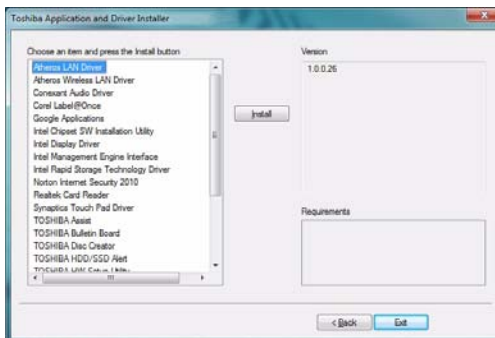 Toshiba Application and Driver Installer
Choose an item and press the Install button
Atheros LAN Driver
Atheros Wireless LAN Driver
Conexant Audio Driver
Corel Label@Once
Google Applications
Intel Chipset SW Installation Utility
Intel Display Driver
Intel Management Engine Interface
Intel Rapid Storage Technology Driver
Norton Internet Security 2010
Realtek Card Reader
Synaptics Touch Pad Driver
TOSHIBA Assist
TOSHIBA Bulletin Board
TOSHIBA Disc Creator
TOSHIBA HDD/SSD Alert
TOSHIBA HW Setup Utility
Install
Version
1.0.0.26
Requirements
< Back
Exit